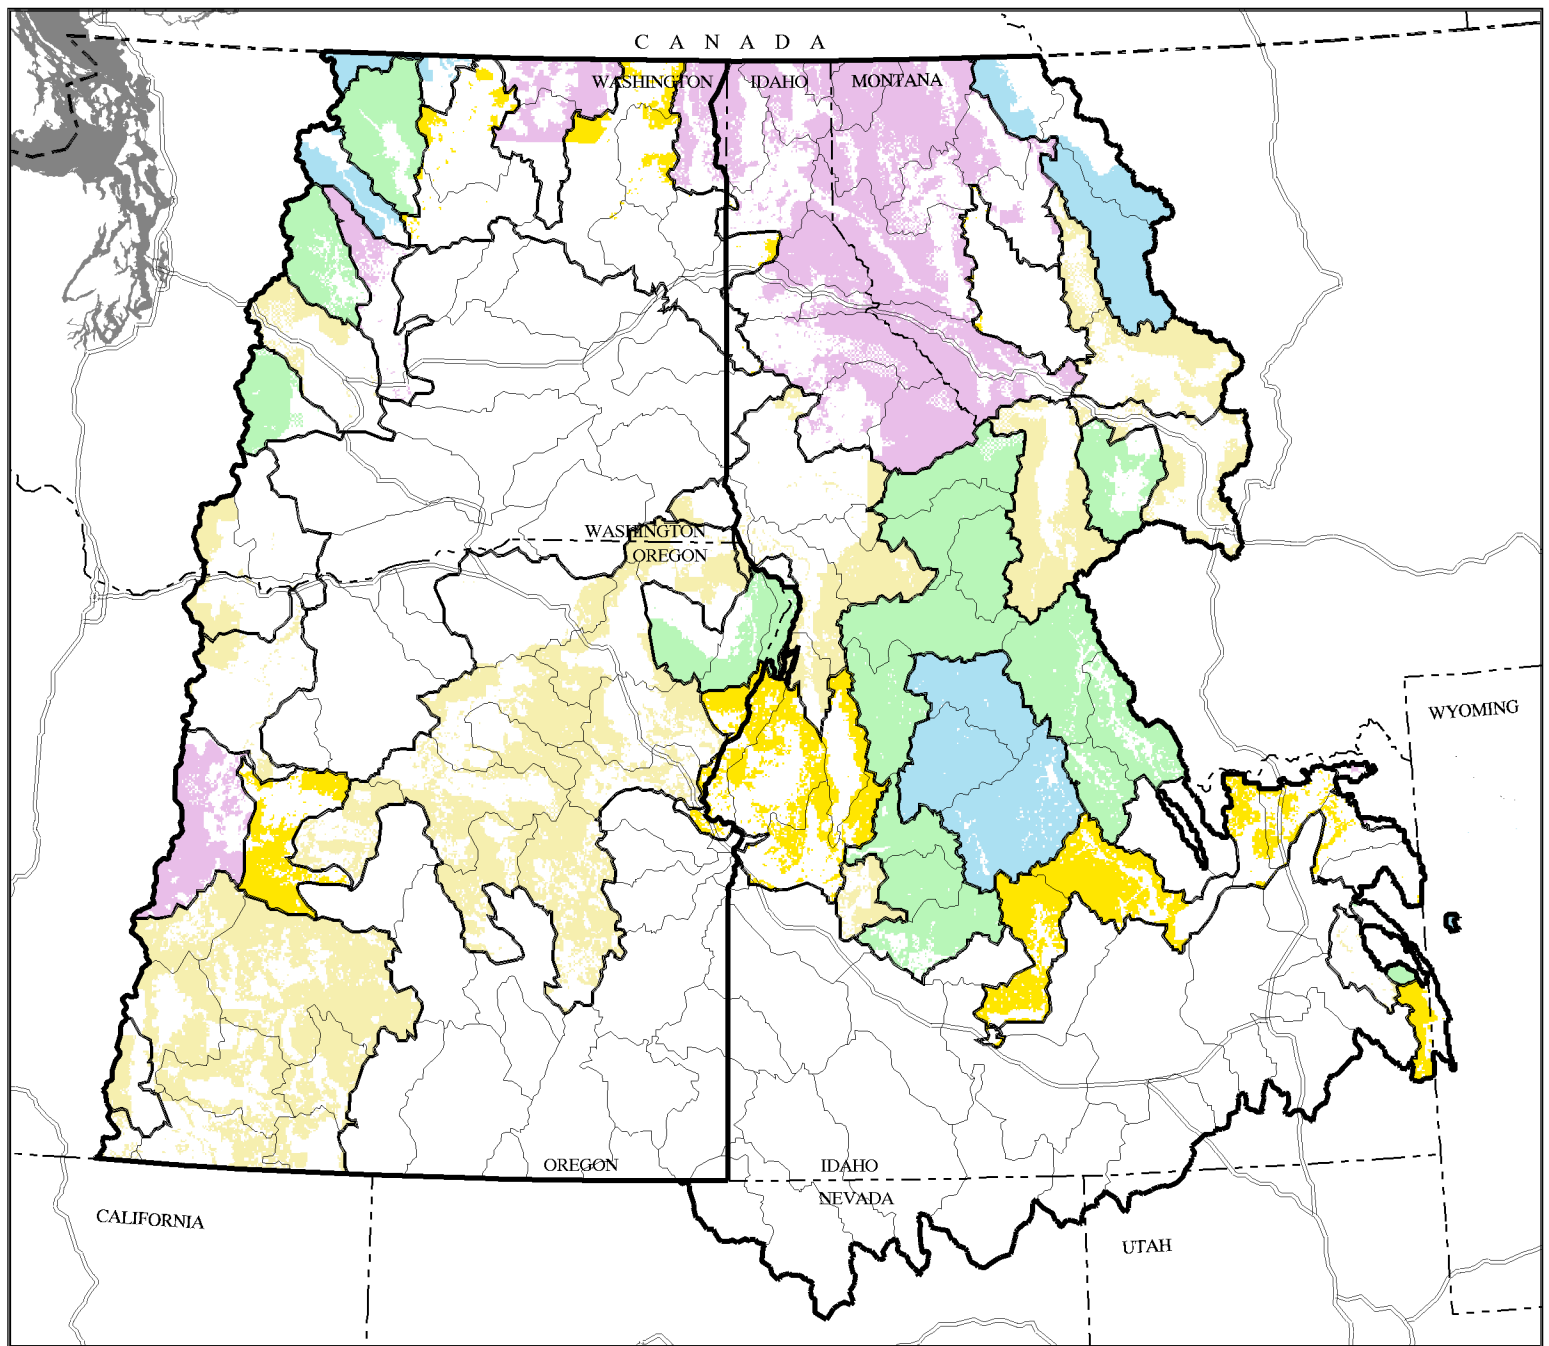 C A N A D A
WASHINGTON IDAHO MONTANA
WASHINGTON
OREGON
WYOMING
OREGON IDAHO
NEVADA
CALIFORNIA
UTAH